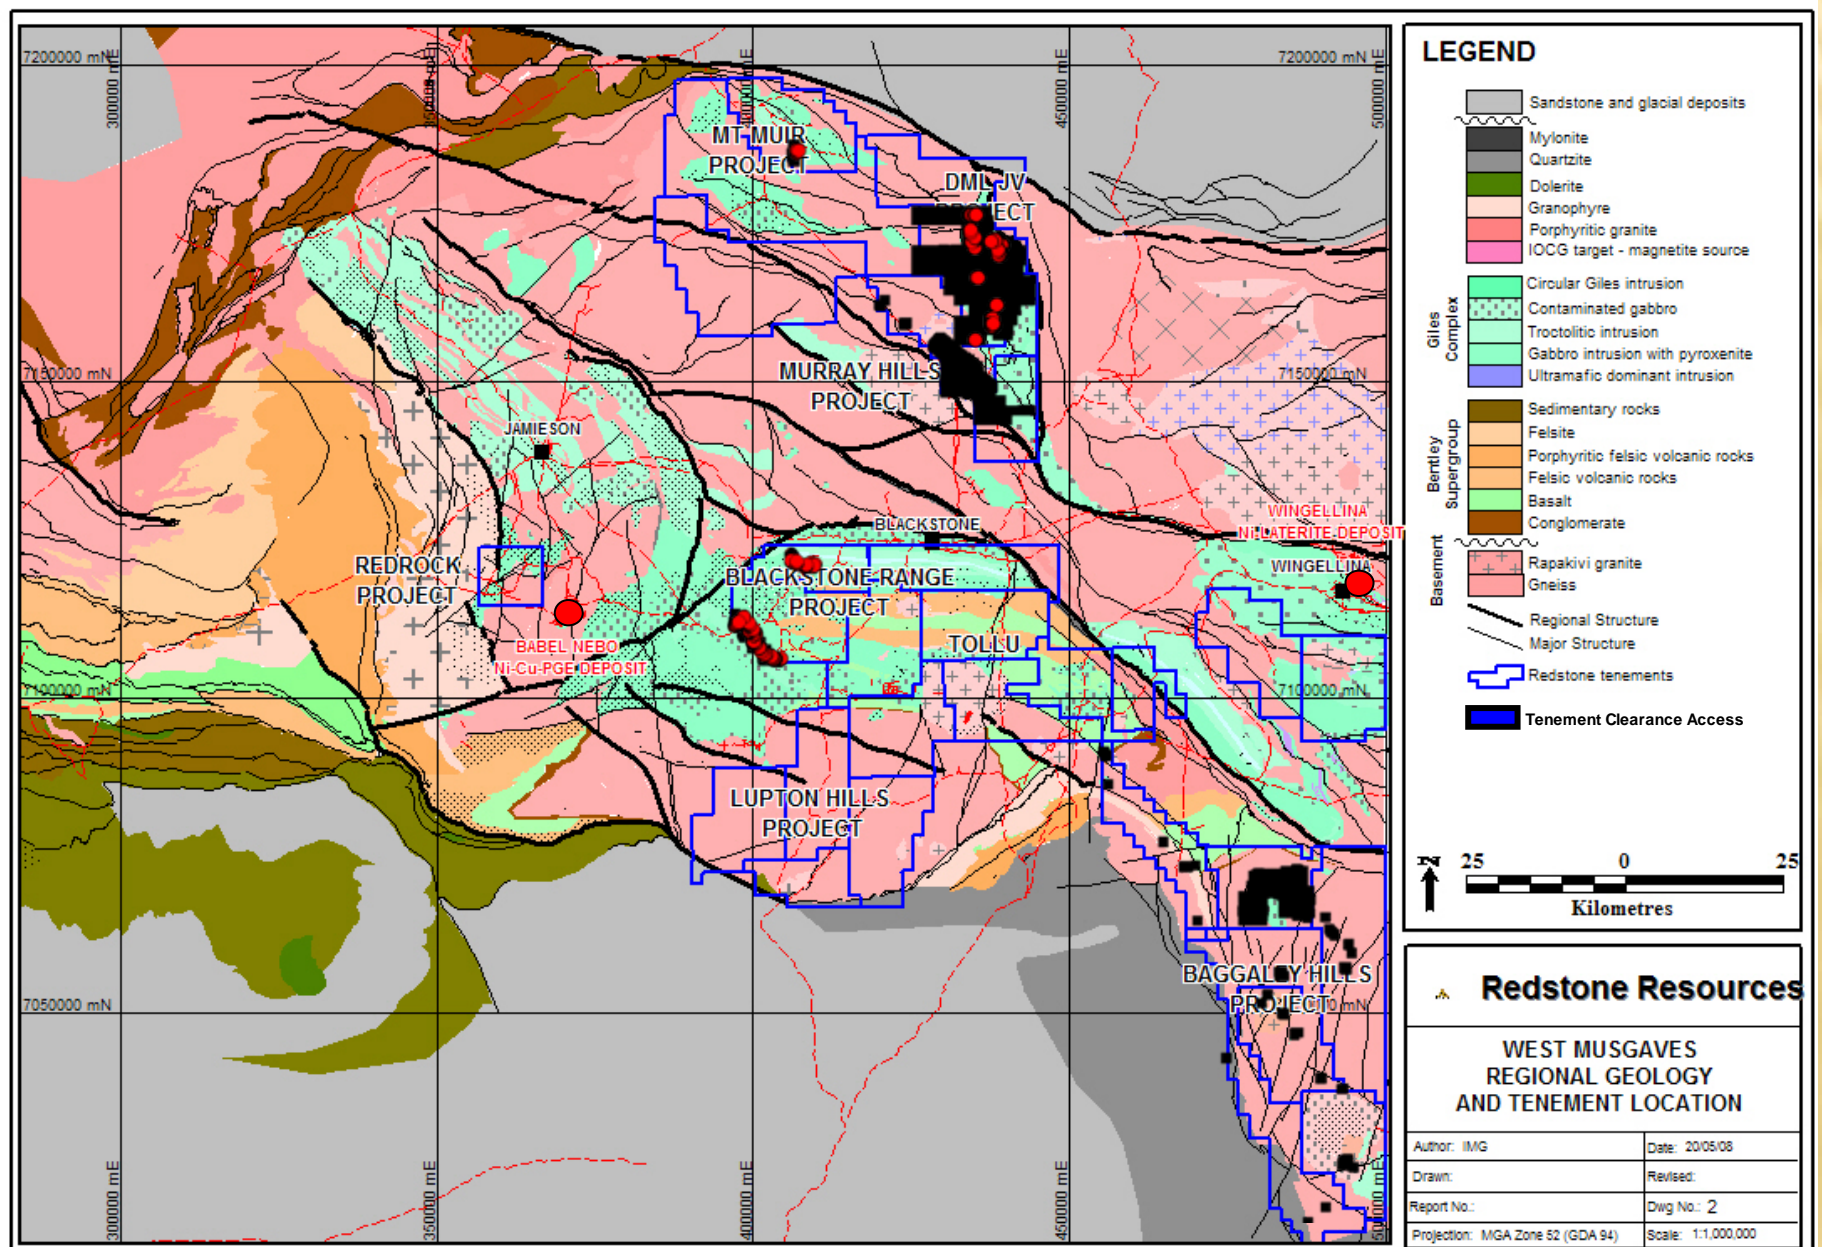 7200000 mN
7200000 mN
300000 mE
350000 mE
400000 mE
450000 mE
500000 mE
MT MUIR
PROJECT
DML JV
PROJECT
7150000 mN
7150000 mN
MURRAY HILLS
PROJECT
JAMIESON
BLACKSTONE
WINGELLINA
Ni-LATERITE DEPOSIT
WINGELLINA
REDROCK
PROJECT
BLACKSTONE RANGE
PROJECT
BABEL NEBO
Ni-Cu-PGE DEPOSIT
TOLLU
7100000 mN
7100000 mN
LUPTON HILLS
PROJECT
BAGGALEY HILLS
PROJECT
7050000 mN
mN
300000 mE
350000 mE
400000 mE
450000 mE
500000 mE
LEGEND
Sandstone and glacial deposits
Mylonite
Quartzite
Dolerite
Granophyre
Porphyritic granite
IOCG target - magnetite source
Giles
Complex
Circular Giles intrusion
Contaminated gabbro
Troctolitic intrusion
Gabbro intrusion with pyroxenite
Ultramafic dominant intrusion
Bentley
Supergroup
Sedimentary rocks
Felsite
Porphyritic felsic volcanic rocks
Felsic volcanic rocks
Basalt
Conglomerate
Basement
Rapakivi granite
Gneiss
Regional Structure
Major Structure
Redstone tenements
Tenement Clearance Access
N
25 0 25
Kilometres
Redstone Resources
WEST MUSGAVES
REGIONAL GEOLOGY
AND TENEMENT LOCATION
Author: IMG
Date: 20/05/08
Drawn:
Revised:
Report No.:
Dwg No.: 2
Projection: MGA Zone 52 (GDA 94)
Scale: 1:1,000,000